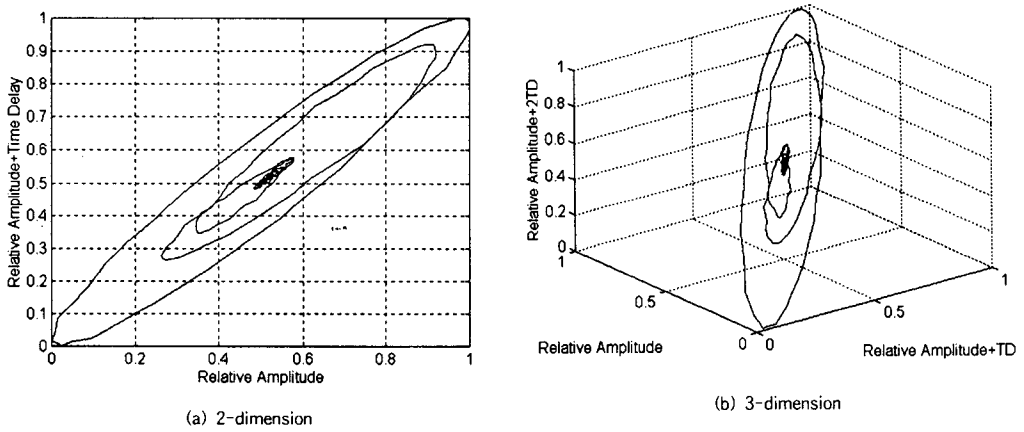 1
0.9
0.8
0.7
0.6
0.5
0.4
0.3
0.2
0.1
0
0 0.2 0.4 0.6 0.8 1
Relative Amplitude+Time Delay
Relative Amplitude
(a) 2-dimension
1
0.8
0.6
0.4
0.2
0
1
0.5
0
0
0.5
1
Relative Amplitude+2TD
Relative Amplitude
Relative Amplitude+TD
(b) 3-dimension